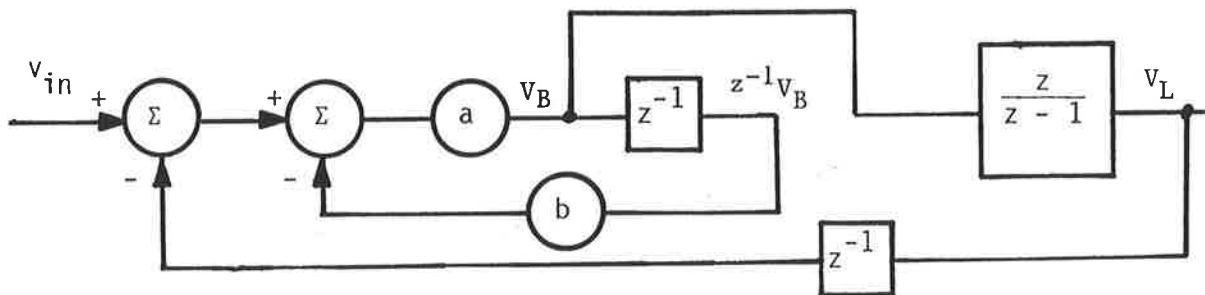 v_in
+
Σ
-
+
Σ
-
a
V_B
z^-1
z^-1 V_B
b
z
z - 1
V_L
z^-1